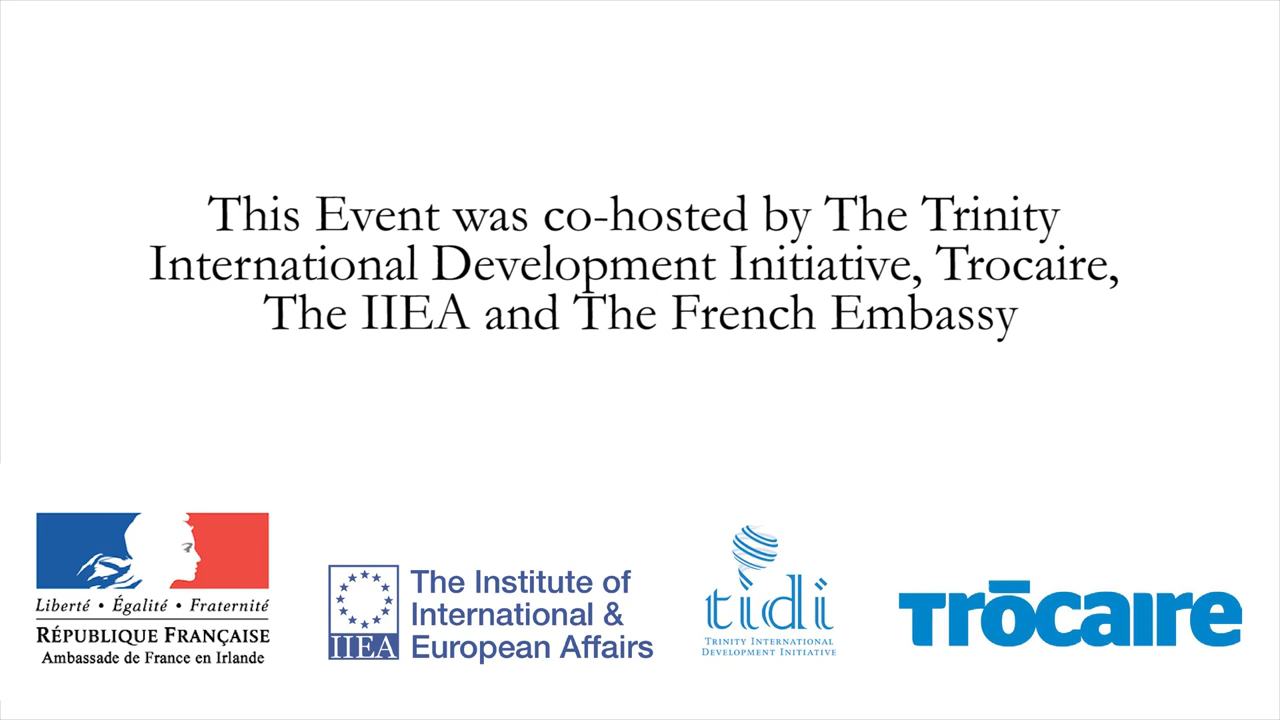 This Event was co-hosted by The Trinity
International Development Initiative, Trocaire,
The IIEA and The French Embassy
Liberté • Égalité • Fraternité
RÉPUBLIQUE FRANÇAISE
Ambassade de France en Irlande
IIEA
The Institute of
International &
European Affairs
tidi
TRINITY INTERNATIONAL
DEVELOPMENT INITIATIVE
Trōcaire